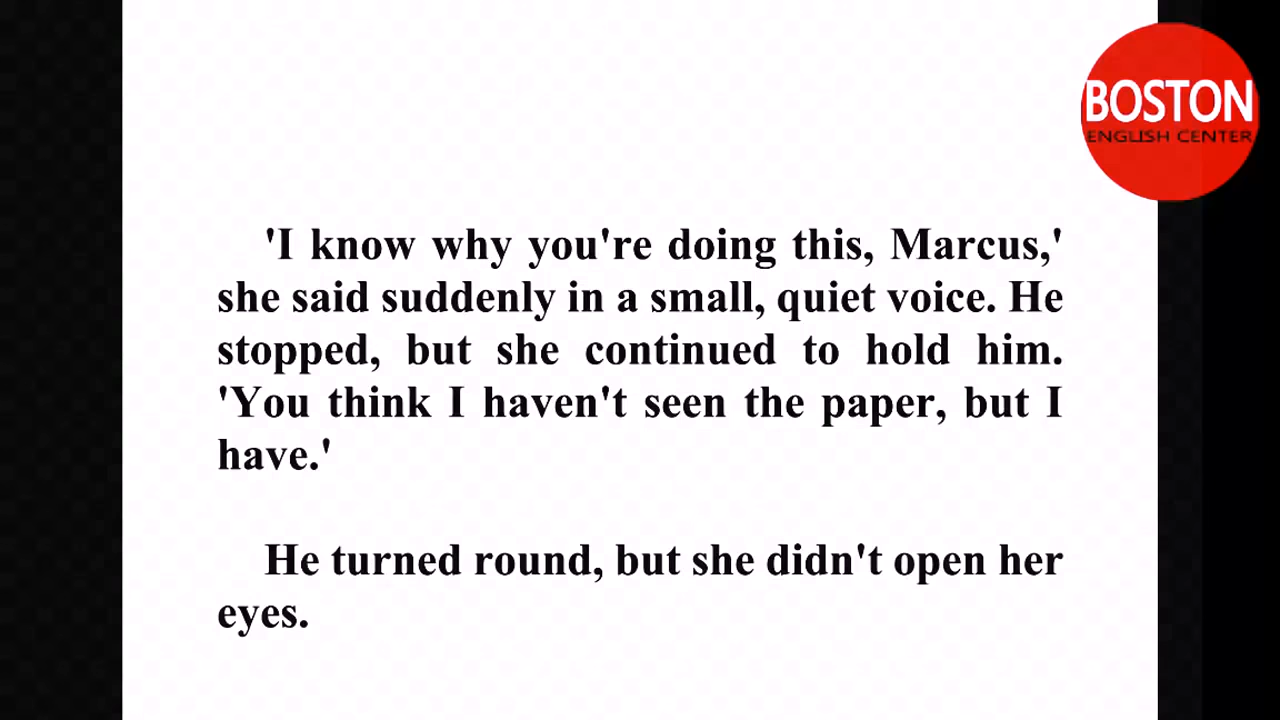 BOSTON
ENGLISH CENTER
'I know why you're doing this, Marcus,'
she said suddenly in a small, quiet voice. He
stopped, but she continued to hold him.
'You think I haven't seen the paper, but I
have.'
He turned round, but she didn't open her
eyes.